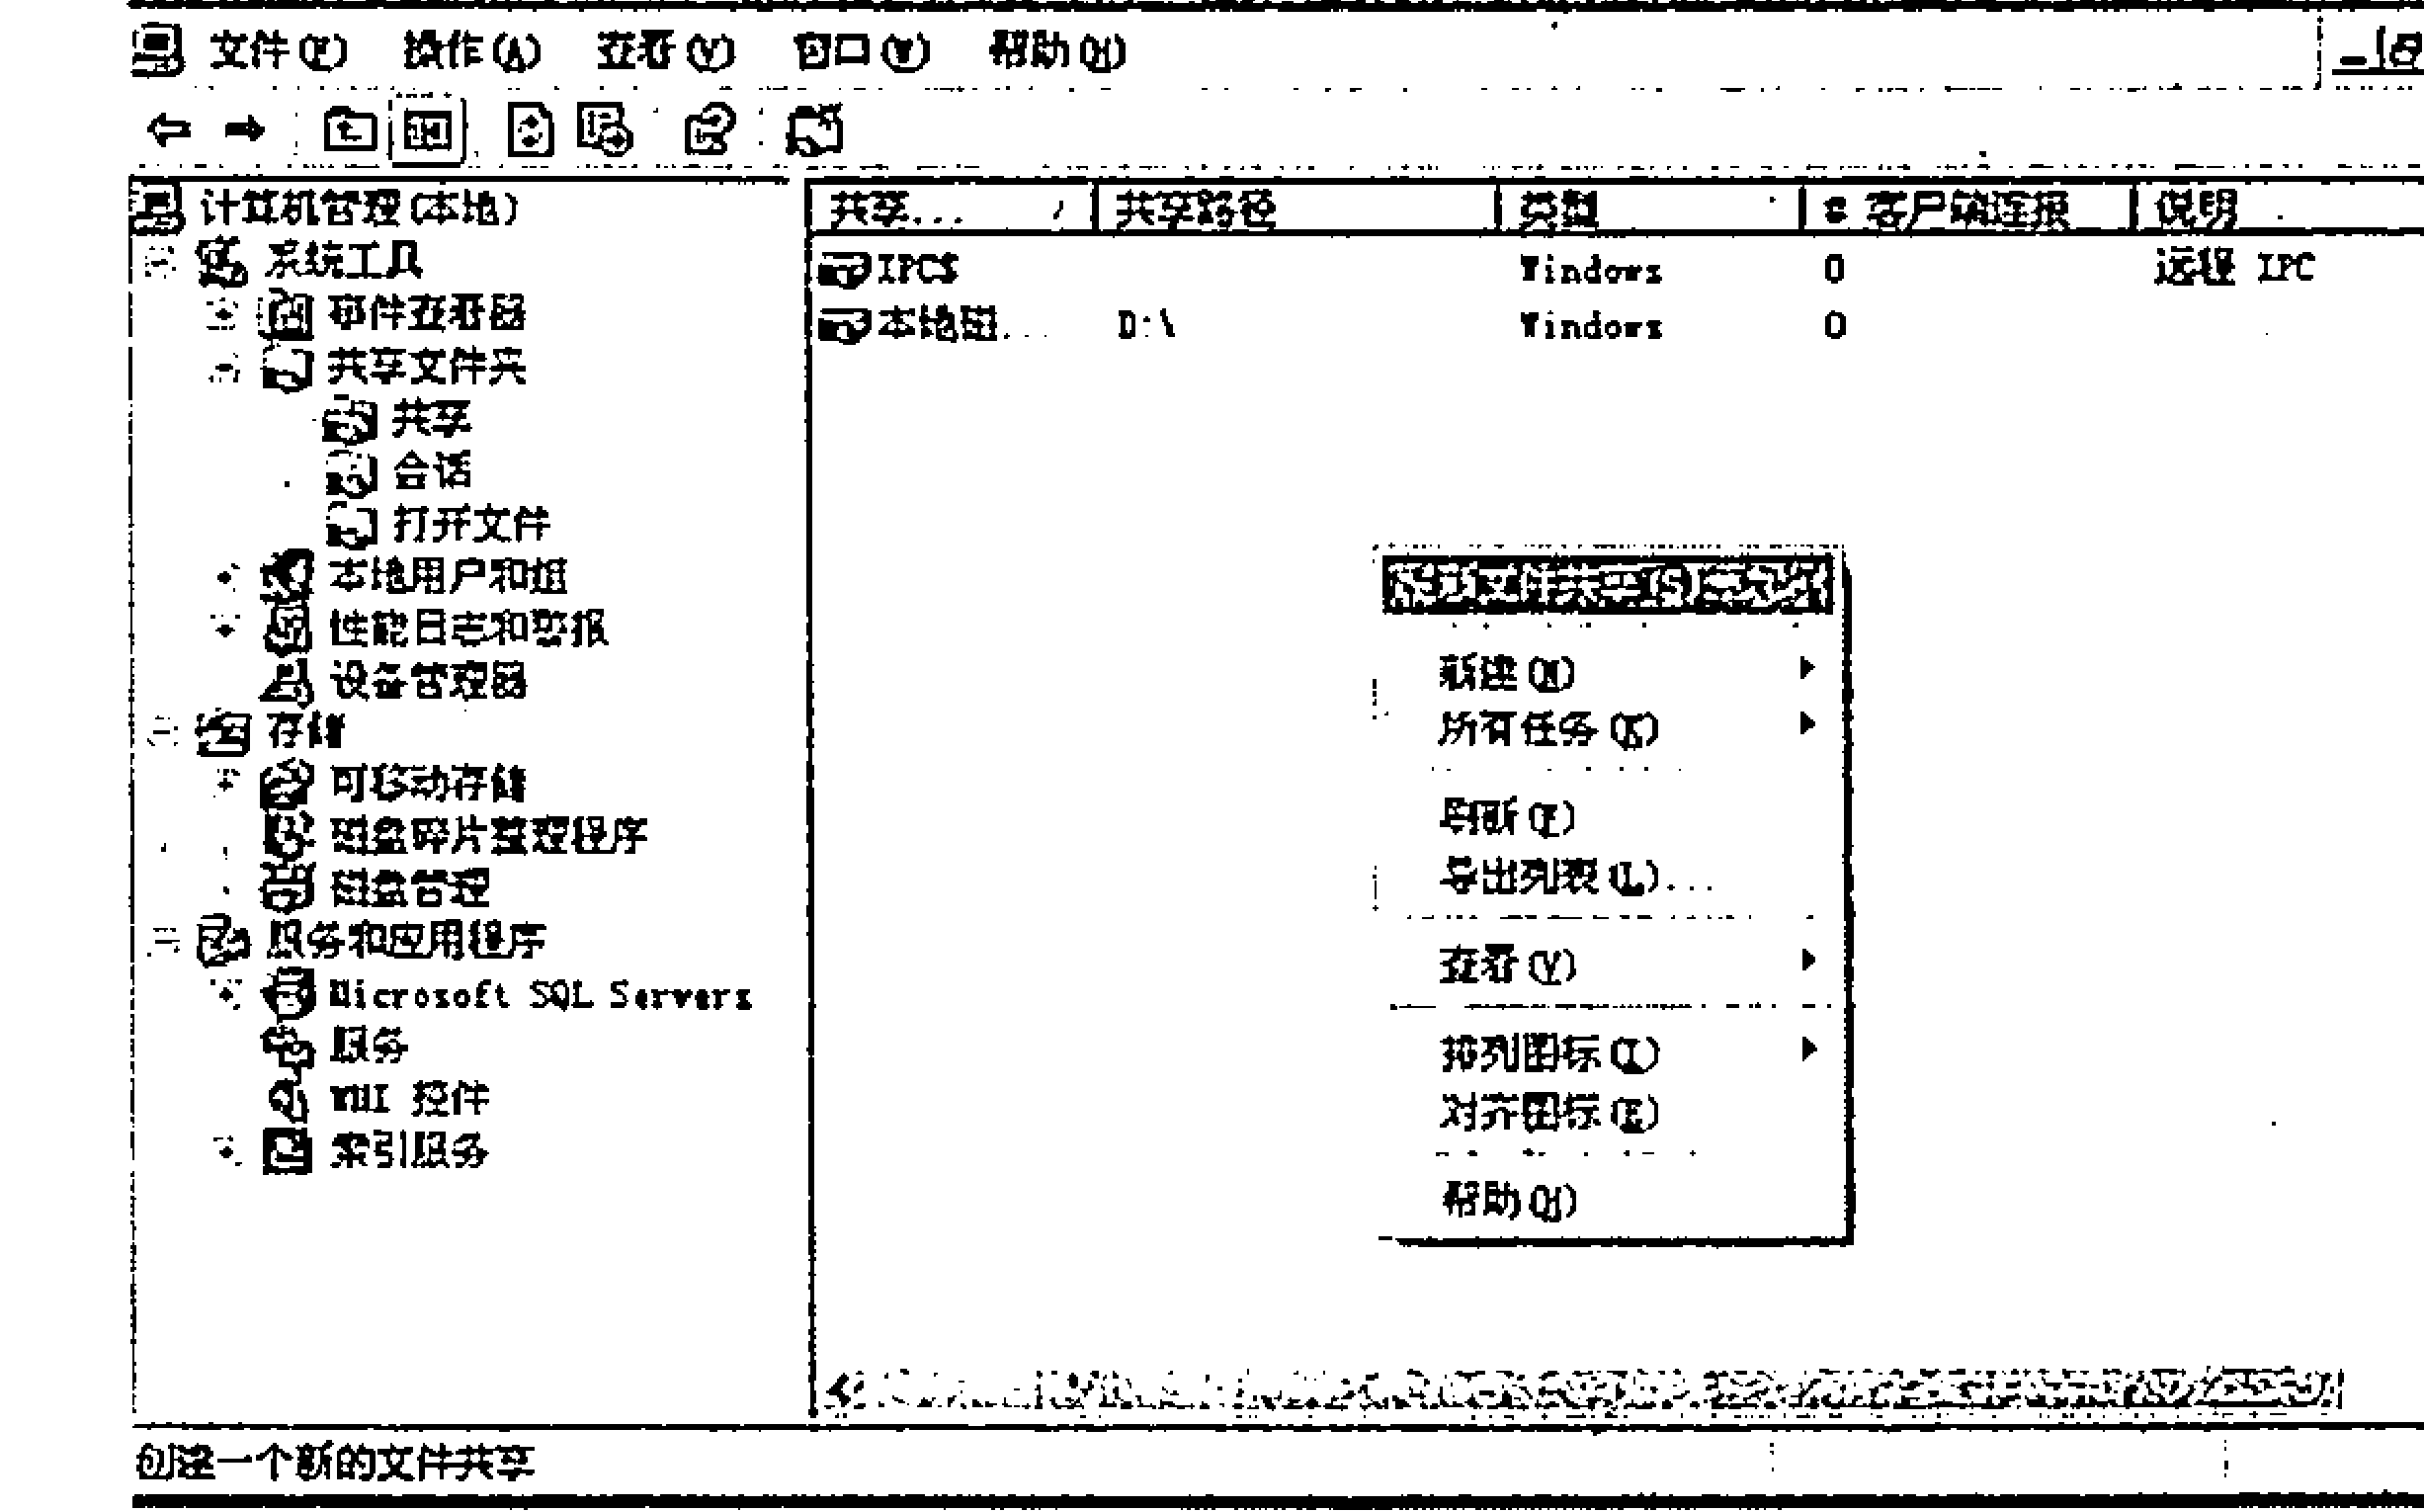 文件(F) 操作(A) 查看(V) 窗口(W) 帮助(H)
计算机管理(本地)
系统工具
事件查看器
共享文件夹
共享
会话
打开文件
本地用户和组
性能日志和警报
设备管理器
存储
可移动存储
磁盘碎片整理程序
磁盘管理
服务和应用程序
Microsoft SQL Servers
服务
WMI 控件
索引服务
共享... / 共享路径 类型 # 客户端连接 说明
IPC$ Windows 0 远程 IPC
本地磁... D:\ Windows 0
新建文件共享(S)...
新建(N)
所有任务(K)
刷新(F)
导出列表(L)...
查看(V)
排列图标(I)
对齐图标(E)
帮助(H)
创建一个新的文件共享